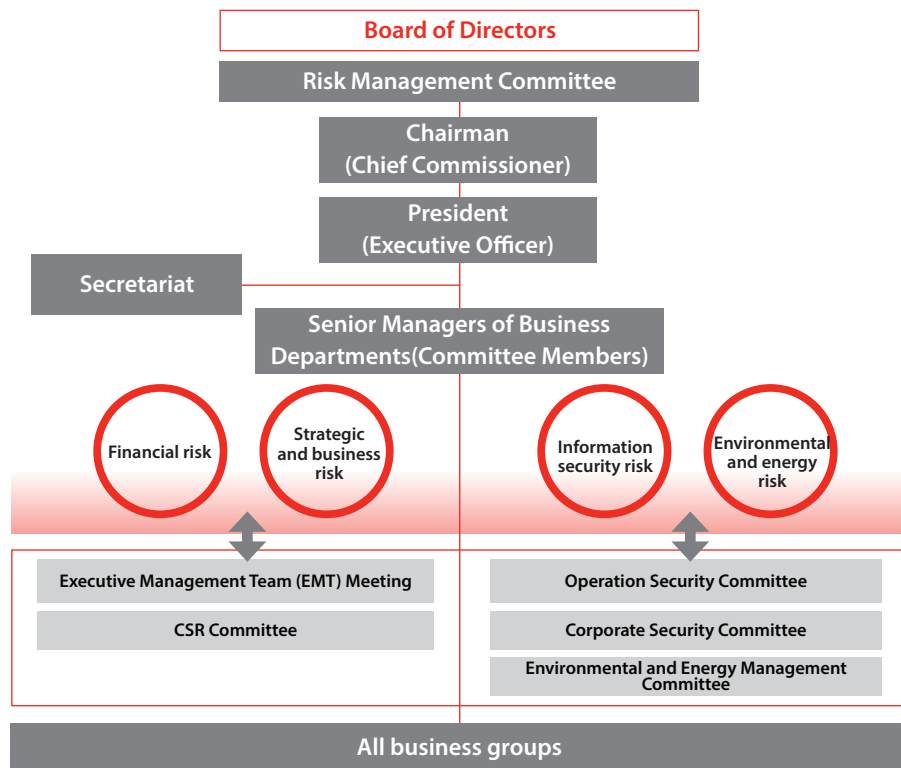 Board of Directors
Risk Management Committee
Chairman
(Chief Commissioner)
President
(Executive Officer)
Secretariat
Senior Managers of Business
Departments(Committee Members)
Financial risk
Strategic
and business
risk
Information
security risk
Environmental
and energy
risk
Executive Management Team (EMT) Meeting
CSR Committee
Operation Security Committee
Corporate Security Committee
Environmental and Energy Management
Committee
All business groups